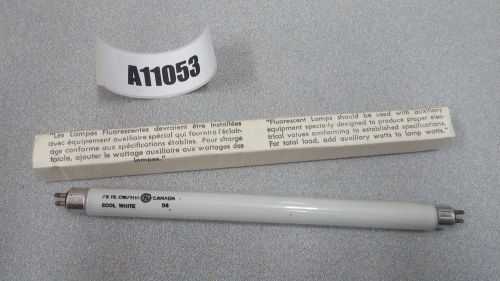 A11053
"Les Lampes Fluorescentes devraient être installées
avec équipement auxiliaire spécial qui fournira l'éclair-
age conforme aux spécifications établies. Pour charge
totale, ajouter le wattage auxiliaire aux wattages des
lampes."
"Fluorescent Lamps should be used with auxiliary
equipment specially designed to produce proper elec-
trical values conforming to established specifications.
For total load, add auxiliary watts to lamp watts."
CANADA
COOL WHITE 94